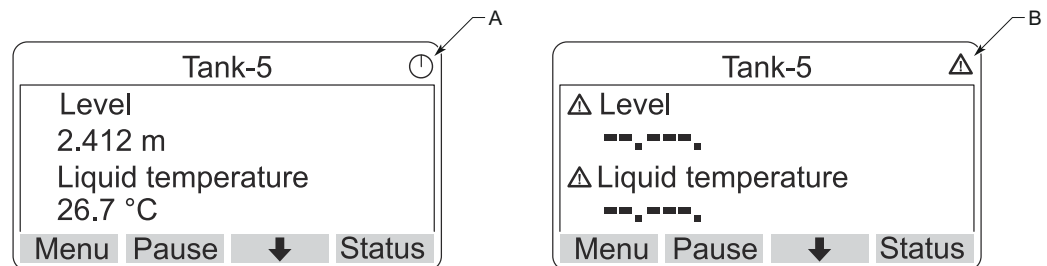 A
Tank-5
Level
2.412 m
Liquid temperature
26.7 °C
Menu Pause Status
B
Tank-5
Level
--.---.
Liquid temperature
--.---.
Menu Pause Status